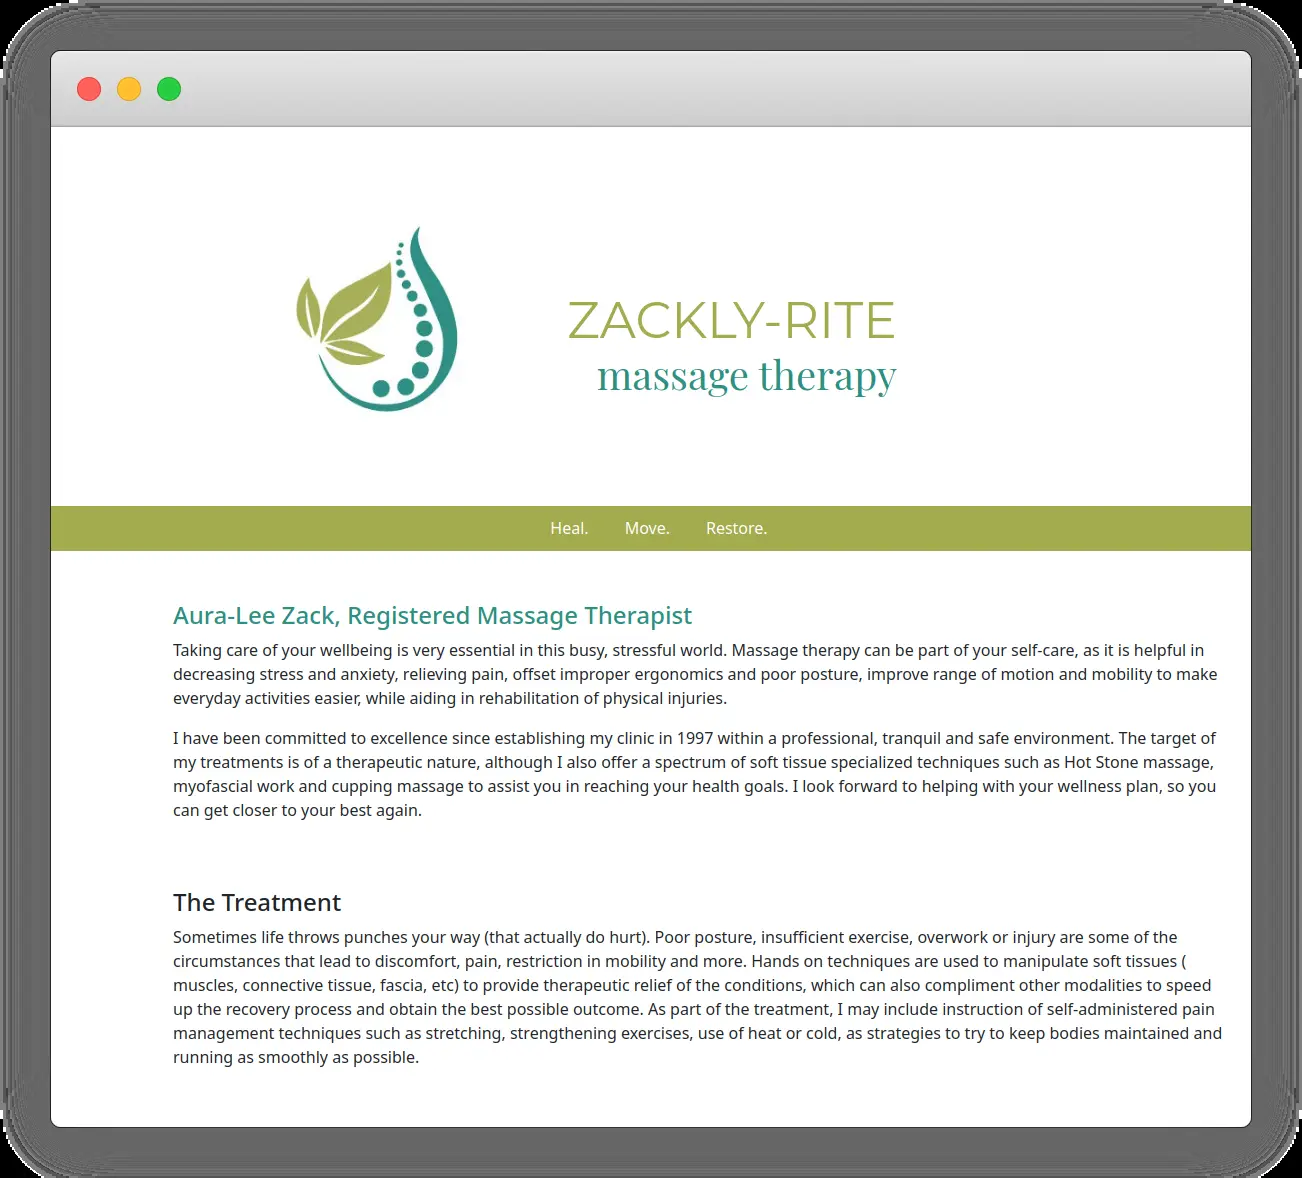 ZACKLY-RITE
massage therapy
Heal. Move. Restore.
Aura-Lee Zack, Registered Massage Therapist
Taking care of your wellbeing is very essential in this busy, stressful world. Massage therapy can be part of your self-care, as it is helpful in
decreasing stress and anxiety, relieving pain, offset improper ergonomics and poor posture, improve range of motion and mobility to make
everyday activities easier, while aiding in rehabilitation of physical injuries.
I have been committed to excellence since establishing my clinic in 1997 within a professional, tranquil and safe environment. The target of
my treatments is of a therapeutic nature, although I also offer a spectrum of soft tissue specialized techniques such as Hot Stone massage,
myofascial work and cupping massage to assist you in reaching your health goals. I look forward to helping with your wellness plan, so you
can get closer to your best again.
The Treatment
Sometimes life throws punches your way (that actually do hurt). Poor posture, insufficient exercise, overwork or injury are some of the
circumstances that lead to discomfort, pain, restriction in mobility and more. Hands on techniques are used to manipulate soft tissues (
muscles, connective tissue, fascia, etc) to provide therapeutic relief of the conditions, which can also compliment other modalities to speed
up the recovery process and obtain the best possible outcome. As part of the treatment, I may include instruction of self-administered pain
management techniques such as stretching, strengthening exercises, use of heat or cold, as strategies to try to keep bodies maintained and
running as smoothly as possible.